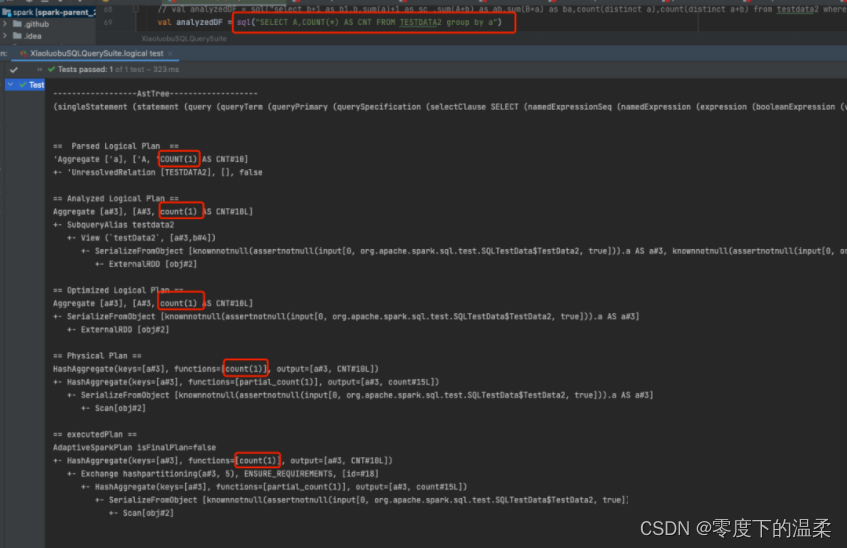 // val analyzedDF = sql("select b+1 as b1,b,sum(a)+1 as sc ,sum(A+b) as ab,sum(B+a) as ba,count(distinct a),count(distinct a+b) from testdata2 where
spark [spark-parent_2
69
val analyzedDF = sql("SELECT A,COUNT(*) AS CNT FROM TESTDATA2 group by a")
.github
.idea
XiaoluobuSQLQuerySuite
n:
XiaoluobuSQLQuerySuite.logical test
Tests passed: 1 of 1 test – 323 ms
Test
------------------AstTree-------------------
(singleStatement (statement (query (queryTerm (queryPrimary (querySpecification (selectClause SELECT (namedExpressionSeq (namedExpression (expression (booleanExpression (v
== Parsed Logical Plan ==
'Aggregate ['a], ['A, 'COUNT(1) AS CNT#10]
+- 'UnresolvedRelation [TESTDATA2], [], false
== Analyzed Logical Plan ==
Aggregate [a#3], [A#3, count(1) AS CNT#10L]
+- SubqueryAlias testdata2
+- View (`testData2`, [a#3,b#4])
+- SerializeFromObject [knownnotnull(assertnotnull(input[0, org.apache.spark.sql.test.SQLTestData$TestData2, true])).a AS a#3, knownnotnull(assertnotnull(input[0, or
+- ExternalRDD [obj#2]
== Optimized Logical Plan ==
Aggregate [a#3], [A#3, count(1) AS CNT#10L]
+- SerializeFromObject [knownnotnull(assertnotnull(input[0, org.apache.spark.sql.test.SQLTestData$TestData2, true])).a AS a#3]
+- ExternalRDD [obj#2]
== Physical Plan ==
HashAggregate(keys=[a#3], functions=[count(1)], output=[a#3, CNT#10L])
+- HashAggregate(keys=[a#3], functions=[partial_count(1)], output=[a#3, count#15L])
+- SerializeFromObject [knownnotnull(assertnotnull(input[0, org.apache.spark.sql.test.SQLTestData$TestData2, true])).a AS a#3]
+- Scan[obj#2]
== executedPlan ==
AdaptiveSparkPlan isFinalPlan=false
+- HashAggregate(keys=[a#3], functions=[count(1)], output=[a#3, CNT#10L])
+- Exchange hashpartitioning(a#3, 5), ENSURE_REQUIREMENTS, [id=#18]
+- HashAggregate(keys=[a#3], functions=[partial_count(1)], output=[a#3, count#15L])
+- SerializeFromObject [knownnotnull(assertnotnull(input[0, org.apache.spark.sql.test.SQLTestData$TestData2, true])
+- Scan[obj#2]
CSDN @零度下的温柔